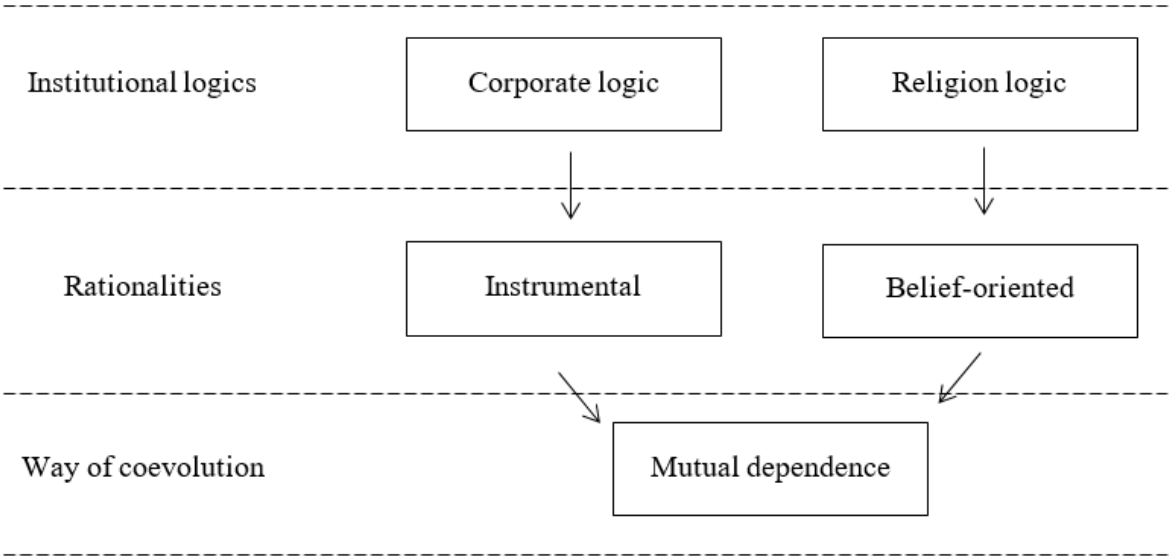 Institutional logics
Corporate logic
Religion logic
Rationalities
Instrumental
Belief-oriented
Way of coevolution
Mutual dependence